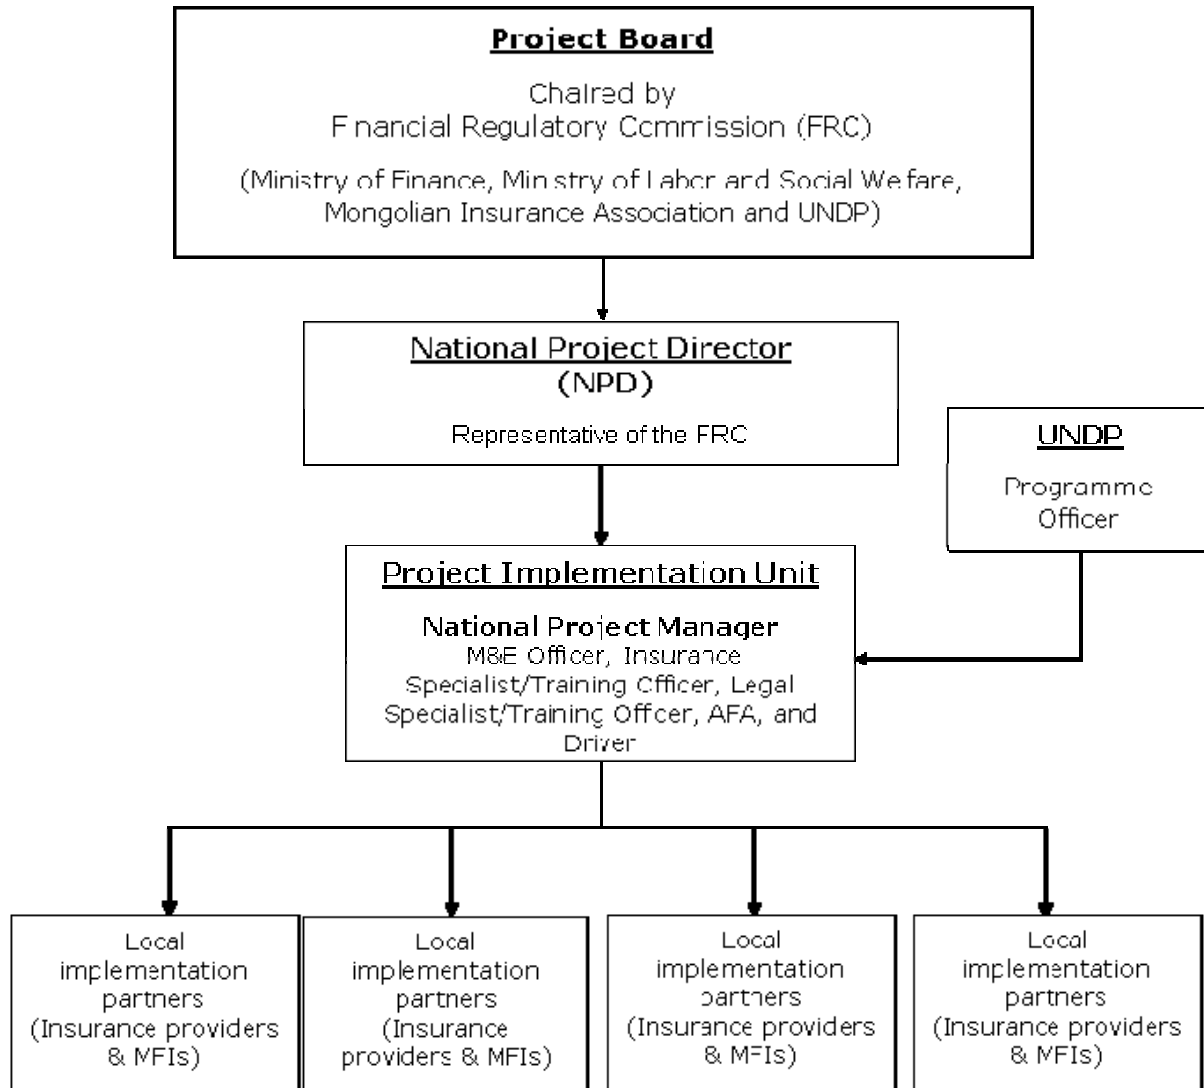 Project Board
Chaired by
Financial Regulatory Commission (FRC)
(Ministry of Finance, Ministry of Labor and Social Welfare,
Mongolian Insurance Association and UNDP)
National Project Director
(NPD)
Representative of the FRC
UNDP
Programme
Officer
Project Implementation Unit
National Project Manager
M&E Officer, Insurance
Specialist/Training Officer, Legal
Specialist/Training Officer, AFA, and
Driver
Local
implementation
partners
(Insurance providers
& MFIs)
Local
implementation
partners
(Insurance
providers & MFIs)
Local
implementation
partners
(Insurance providers
& MFIs)
Local
implementation
partners
(Insurance providers
& MFIs)